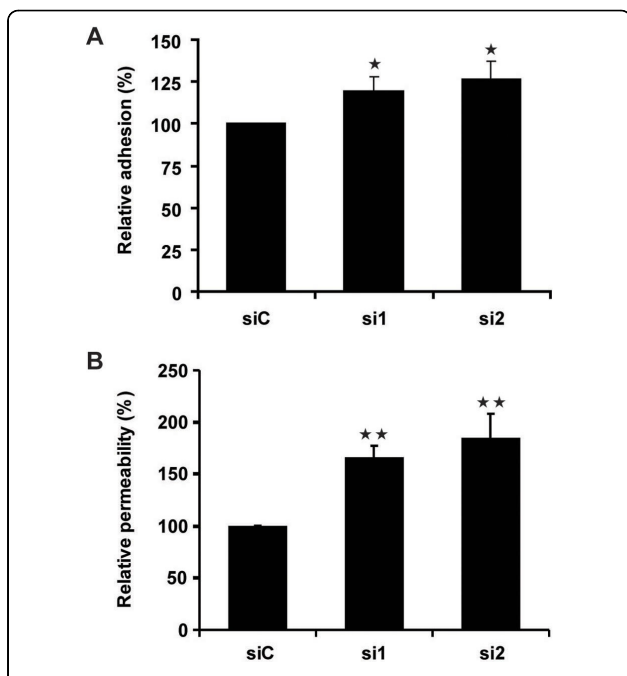 A
Relative adhesion (%)
150
125
100
75
50
25
0
★
★
siC
si1
si2
B
Relative permeability (%)
250
200
150
100
50
0
★★
★★
siC
si1
si2